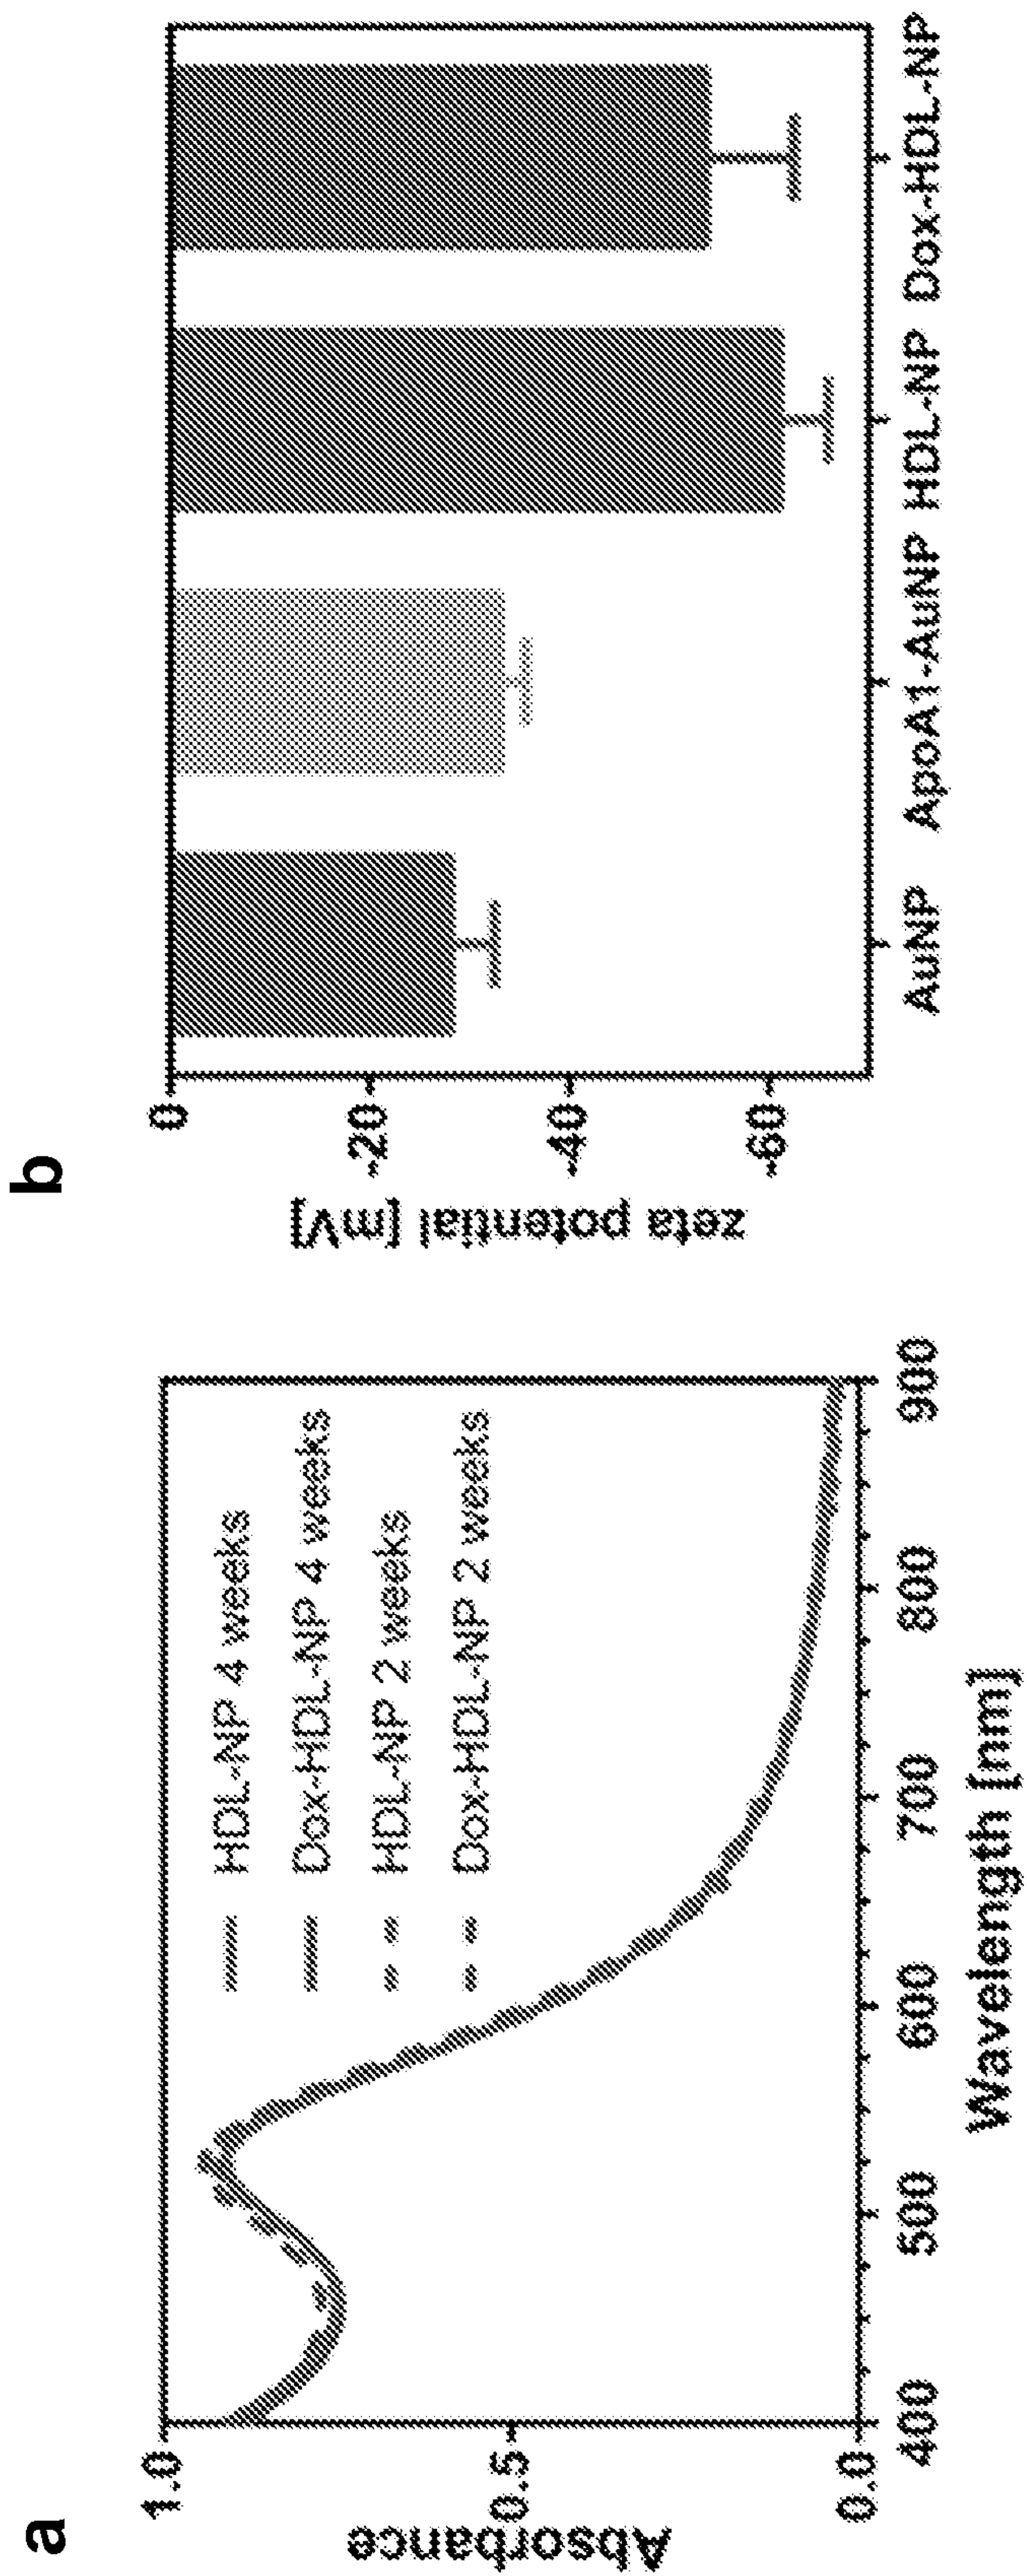 a
Absorbance
1.0
0.5
0.0
HDL-NP 4 weeks
Dox-HDL-NP 4 weeks
HDL-NP 2 weeks
Dox-HDL-NP 2 weeks
400 500 600 700 800 900
Wavelength [nm]
b
zeta potential [mV]
0
-20
-40
-60
AuNP ApoA1-AuNP HDL-NP Dox-HDL-NP